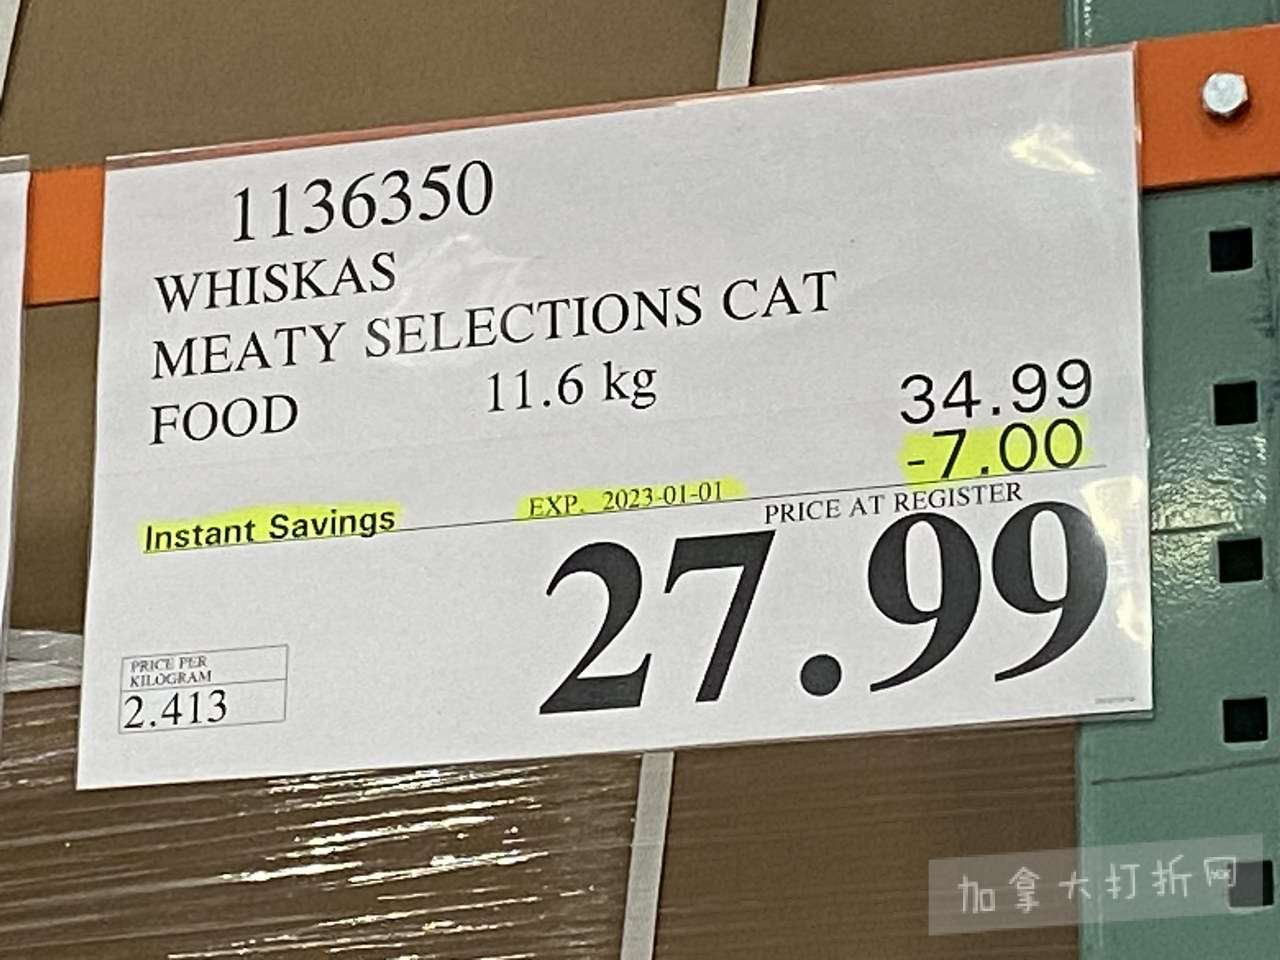 1136350
WHISKAS
MEATY SELECTIONS CAT
FOOD 11.6 kg
34.99
-7.00
Instant Savings EXP. 2023-01-01
PRICE AT REGISTER
27.99
PRICE PER
KILOGRAM
2.413
加拿大打折网